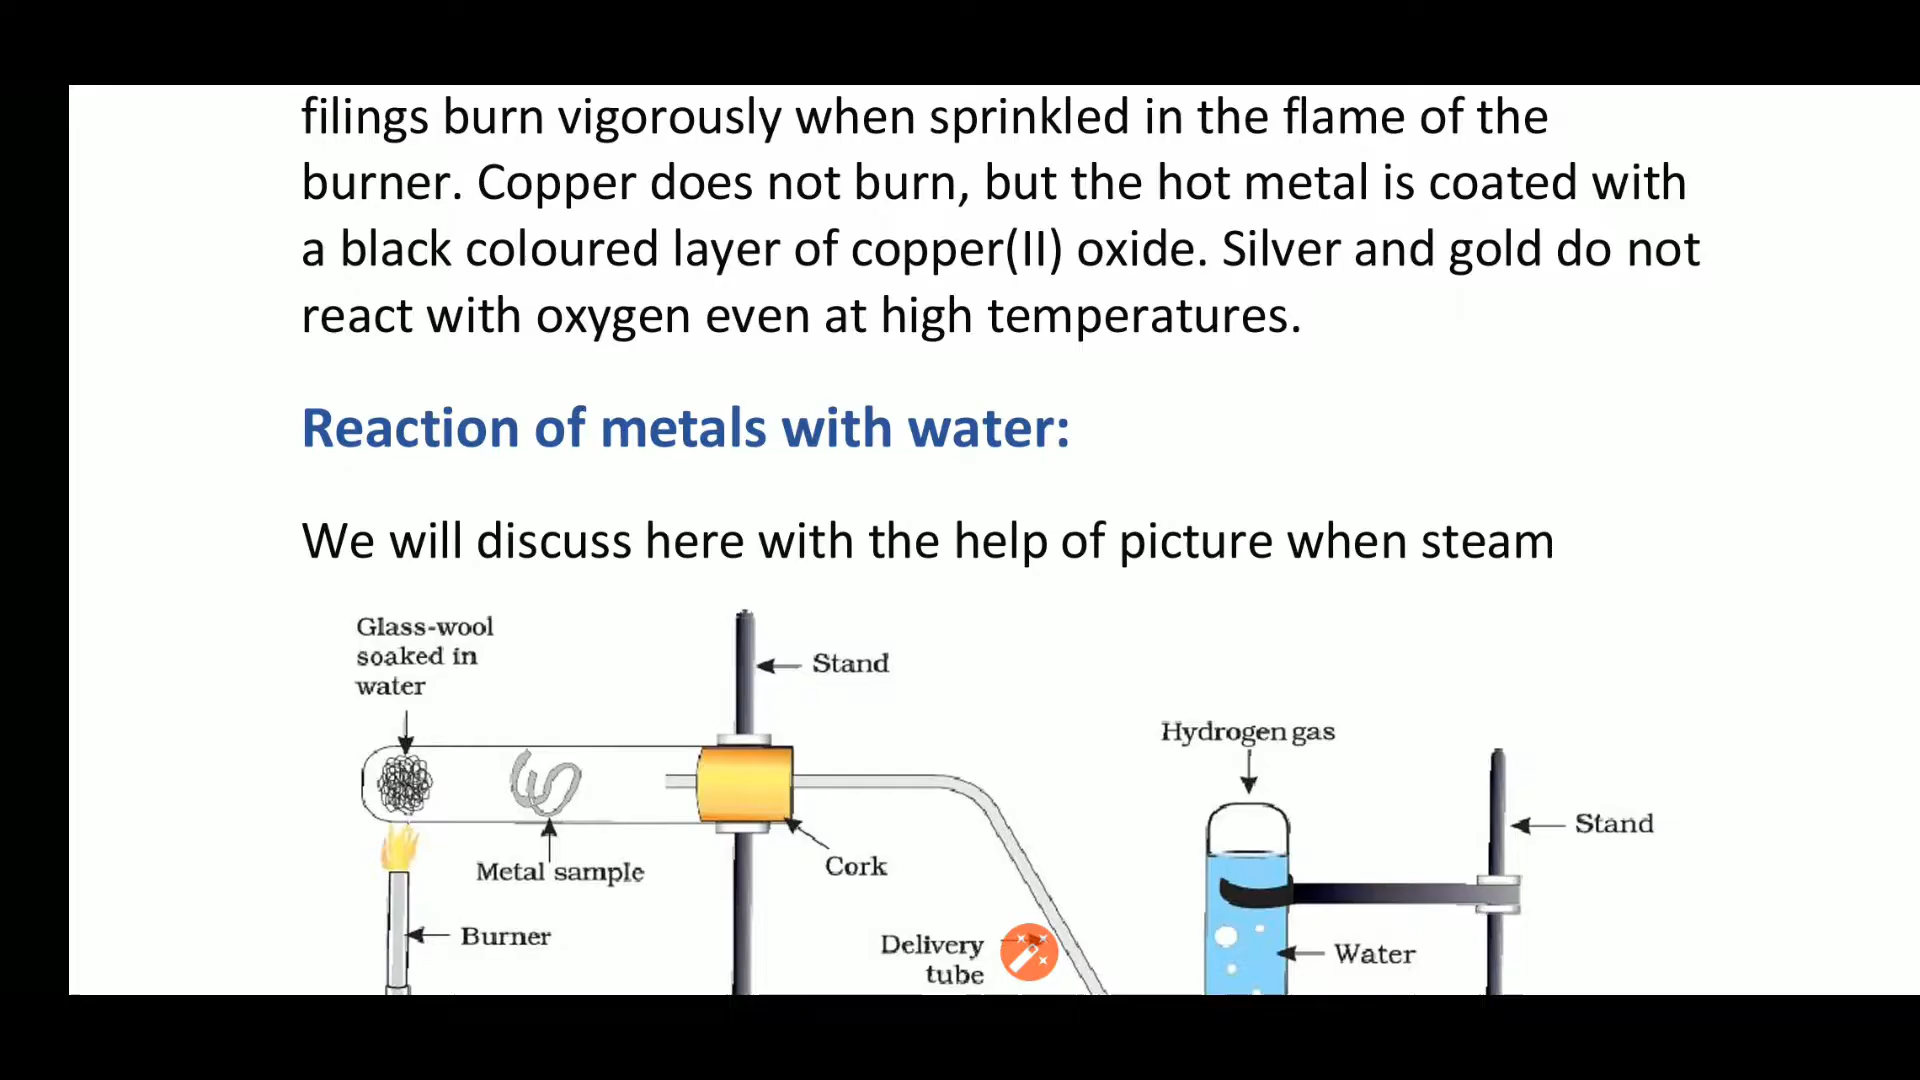 filings burn vigorously when sprinkled in the flame of the
burner. Copper does not burn, but the hot metal is coated with
a black coloured layer of copper(II) oxide. Silver and gold do not
react with oxygen even at high temperatures.
Reaction of metals with water:
We will discuss here with the help of picture when steam
Glass-wool
soaked in
water
Stand
Hydrogen gas
Stand
Metal sample
Cork
Burner
Delivery
tube
Water